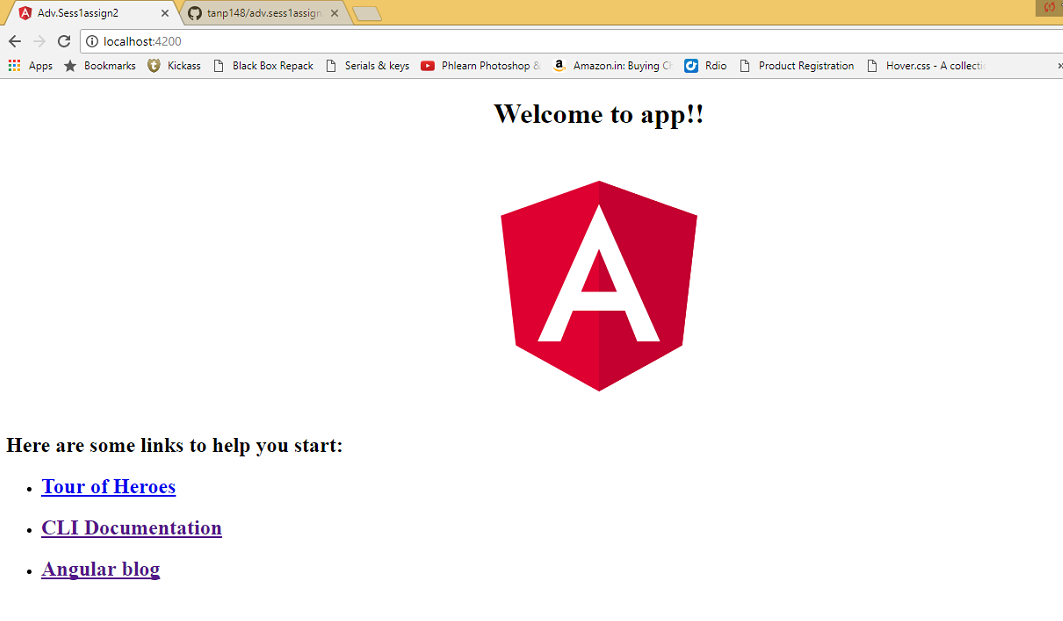 Adv.Sess1assign2
tanp148/adv.sess1assign
localhost:4200
Apps Bookmarks Kickass Black Box Repack Serials & keys Phlearn Photoshop & Amazon.in: Buying Rdio Product Registration Hover.css - A collecti »
Welcome to app!!
A
Here are some links to help you start:
• Tour of Heroes
• CLI Documentation
• Angular blog